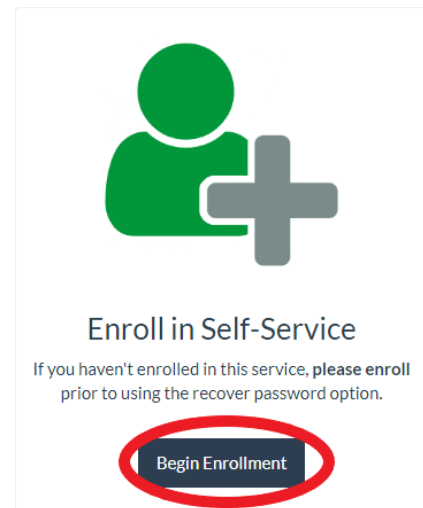 Enroll in Self-Service
If you haven't enrolled in this service, please enroll
prior to using the recover password option.
Begin Enrollment